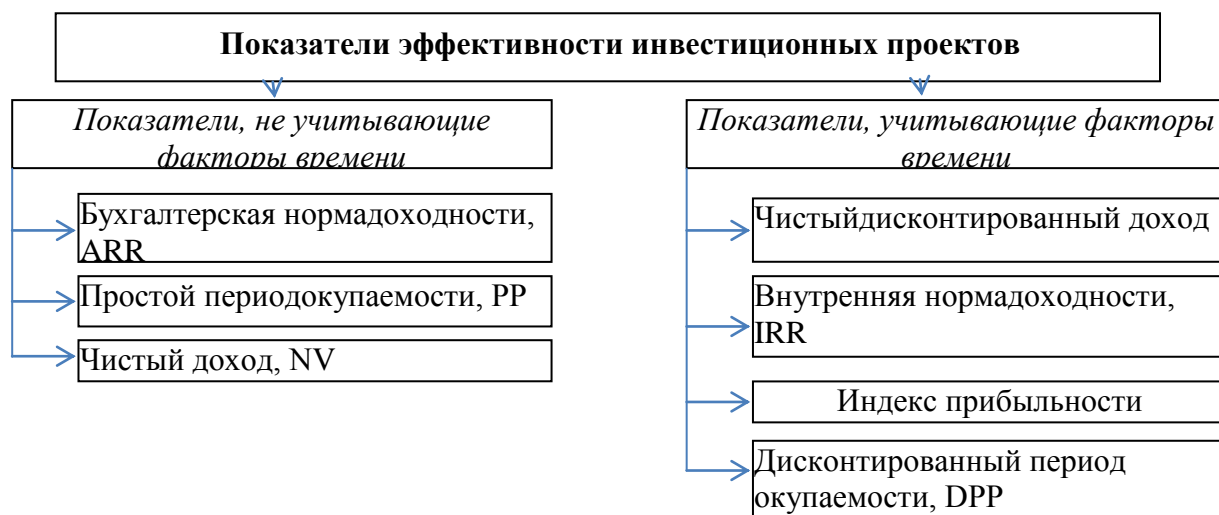 Показатели эффективности инвестиционных проектов
Показатели, не учитывающие
факторы времени
Бухгалтерская нормадоходности,
ARR
Простой периодокупаемости, PP
Чистый доход, NV
Показатели, учитывающие факторы
времени
Чистыйдисконтированный доход
Внутренняя нормадоходности,
IRR
Индекс прибыльности
Дисконтированный период
окупаемости, DPP